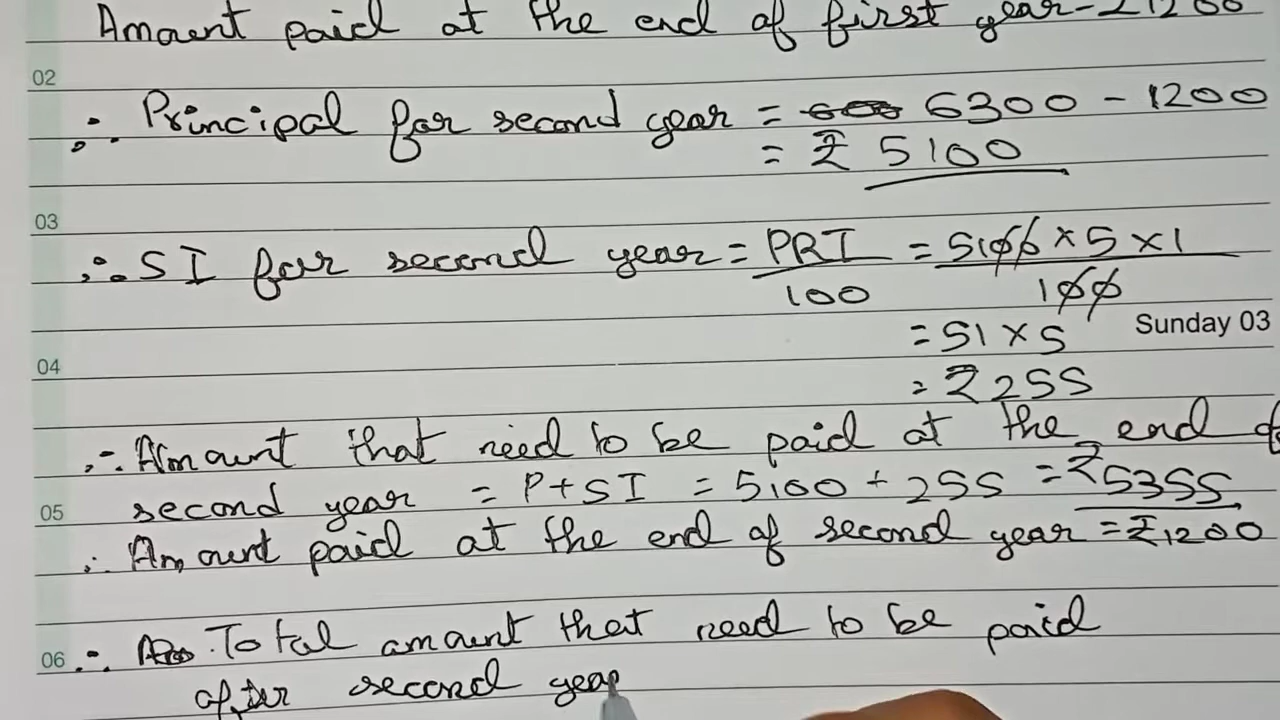 Amount paid at the end of first year - ₹1200
02
∴ Principal for second year = 6300 - 1200
= ₹ 5100
03
∴ SI for second year = PRI/100 = 5100 × 5 × 1/100
= 51 × 5
Sunday 03
04
= ₹ 255
∴ Amount that need to be paid at the end of
second year = P + SI = 5100 + 255 = ₹5355
05
∴ Amount paid at the end of second year = ₹1200
06
∴ Total amount that need to be paid
after second year